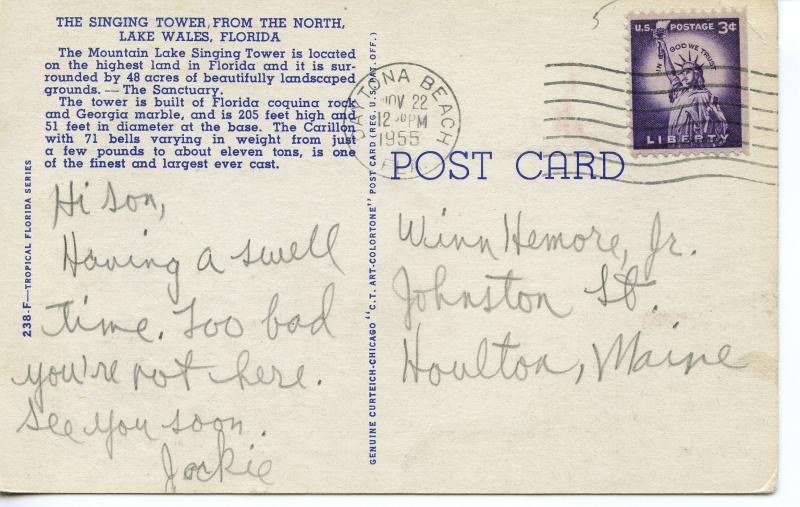 THE SINGING TOWER, FROM THE NORTH,
LAKE WALES, FLORIDA
The Mountain Lake Singing Tower is located
on the highest land in Florida and it is sur-
rounded by 48 acres of beautifully landscaped
grounds. — The Sanctuary.
The tower is built of Florida coquina rock
and Georgia marble, and is 205 feet high and
51 feet in diameter at the base. The Carillon
with 71 bells varying in weight from just
a few pounds to about eleven tons, is one
of the finest and largest ever cast.
Hi Son,
Having a swell
time. Too bad
you're not here.
See you soon.
Jackie
238-F—TROPICAL FLORIDA SERIES
GENUINE CURTEICH-CHICAGO "C.T. ART-COLORTONE" POST CARD (REG. U.S. PAT. OFF.)
DAYTONA BEACH
NOV 22
12 PM
1955
FLA
5
U.S. POSTAGE 3¢
IN GOD WE TRUST
LIBERTY
POST CARD
Winn Hemore, Jr.
Johnston St.
Houlton, Maine